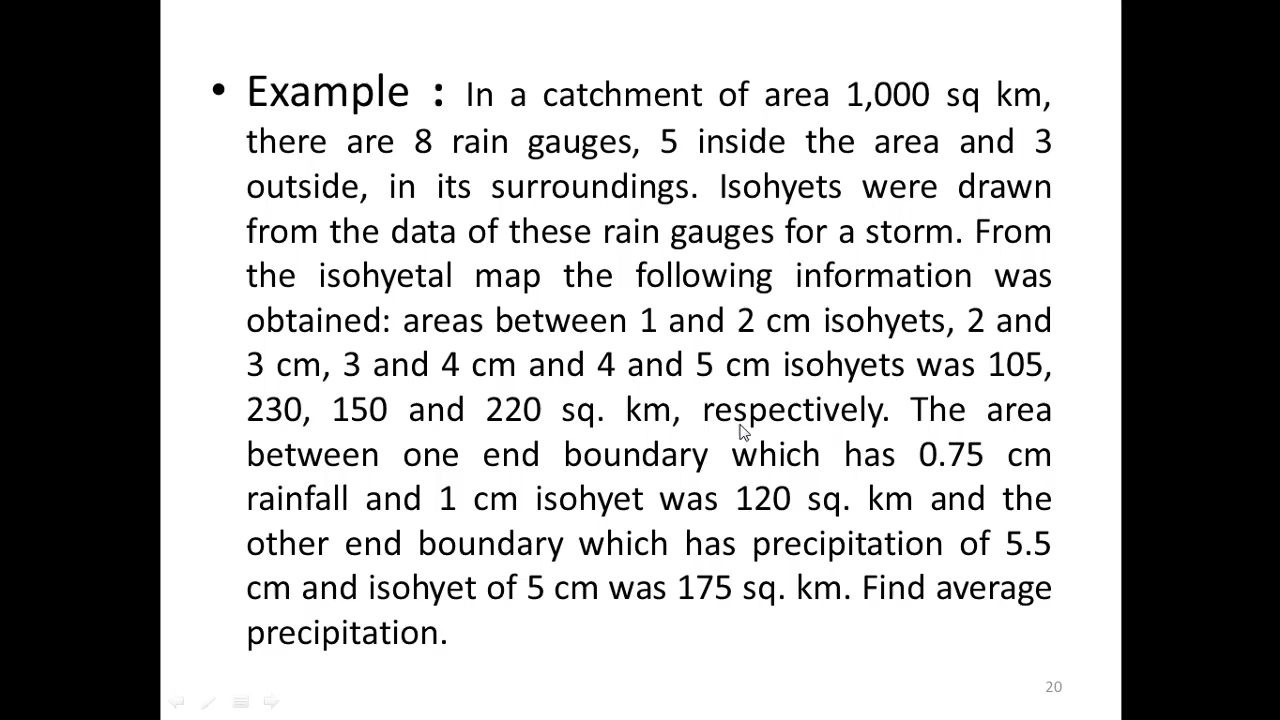 • Example : In a catchment of area 1,000 sq km,
there are 8 rain gauges, 5 inside the area and 3
outside, in its surroundings. Isohyets were drawn
from the data of these rain gauges for a storm. From
the isohyetal map the following information was
obtained: areas between 1 and 2 cm isohyets, 2 and
3 cm, 3 and 4 cm and 4 and 5 cm isohyets was 105,
230, 150 and 220 sq. km, respectively. The area
between one end boundary which has 0.75 cm
rainfall and 1 cm isohyet was 120 sq. km and the
other end boundary which has precipitation of 5.5
cm and isohyet of 5 cm was 175 sq. km. Find average
precipitation.
20